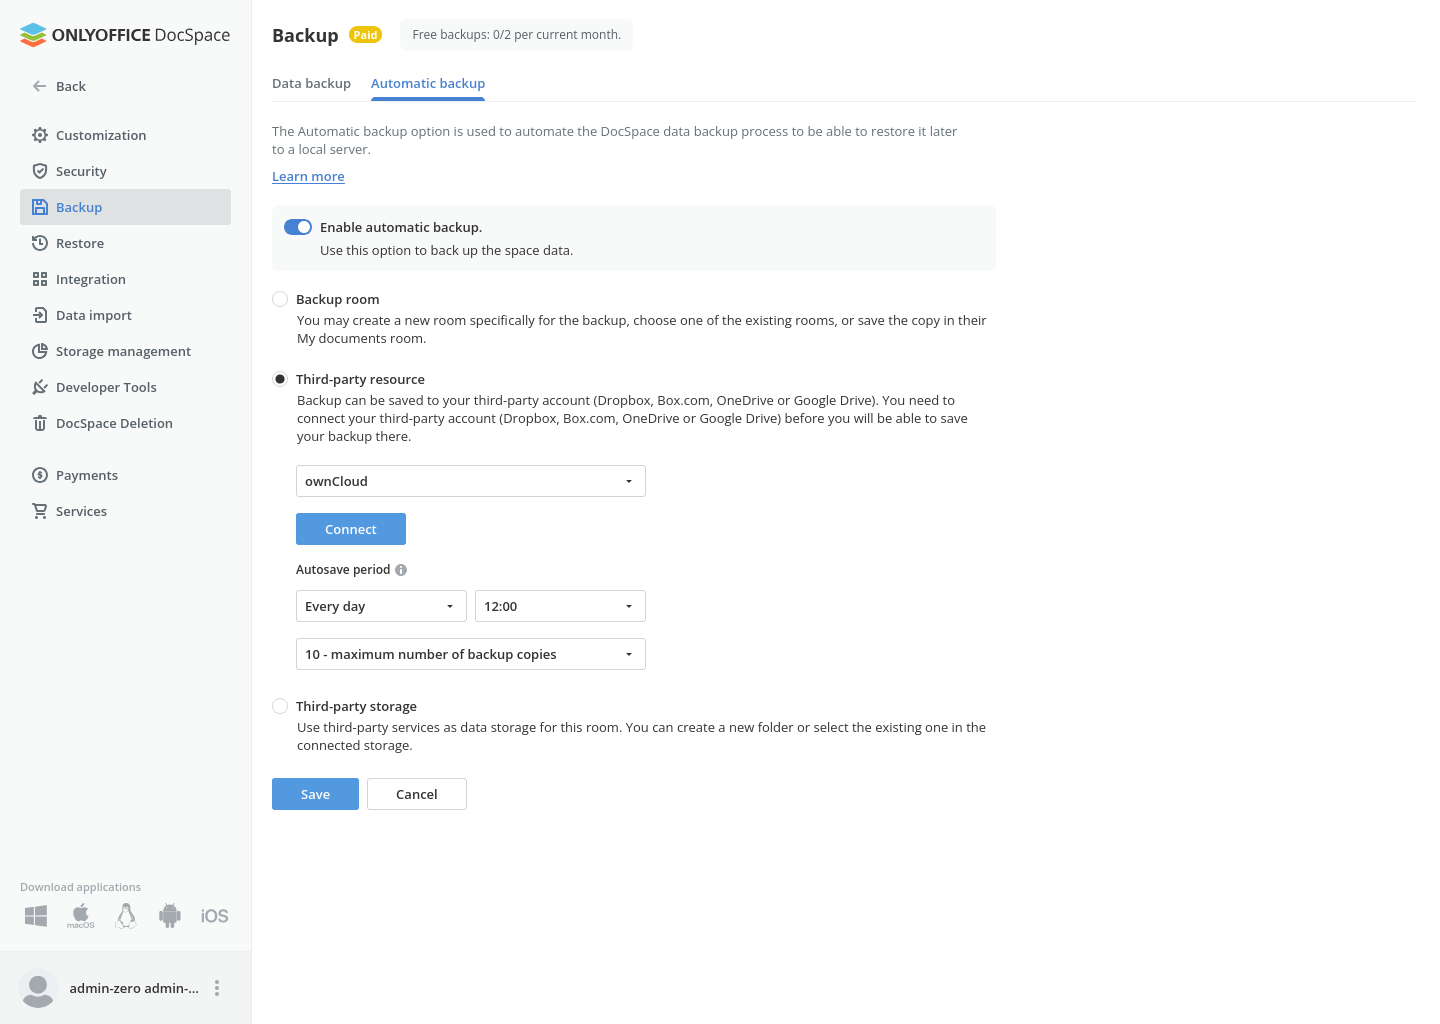 ONLYOFFICE DocSpace
Back
Customization
Security
Backup
Restore
Integration
Data import
Storage management
Developer Tools
DocSpace Deletion
Payments
Services
Download applications
macOS
iOS
admin-zero admin-...
Backup
Paid
Free backups: 0/2 per current month.
Data backup
Automatic backup
The Automatic backup option is used to automate the DocSpace data backup process to be able to restore it later
to a local server.
Learn more
Enable automatic backup.
Use this option to back up the space data.
Backup room
You may create a new room specifically for the backup, choose one of the existing rooms, or save the copy in their
My documents room.
Third-party resource
Backup can be saved to your third-party account (Dropbox, Box.com, OneDrive or Google Drive). You need to
connect your third-party account (Dropbox, Box.com, OneDrive or Google Drive) before you will be able to save
your backup there.
ownCloud
Connect
Autosave period
Every day
12:00
10 - maximum number of backup copies
Third-party storage
Use third-party services as data storage for this room. You can create a new folder or select the existing one in the
connected storage.
Save
Cancel